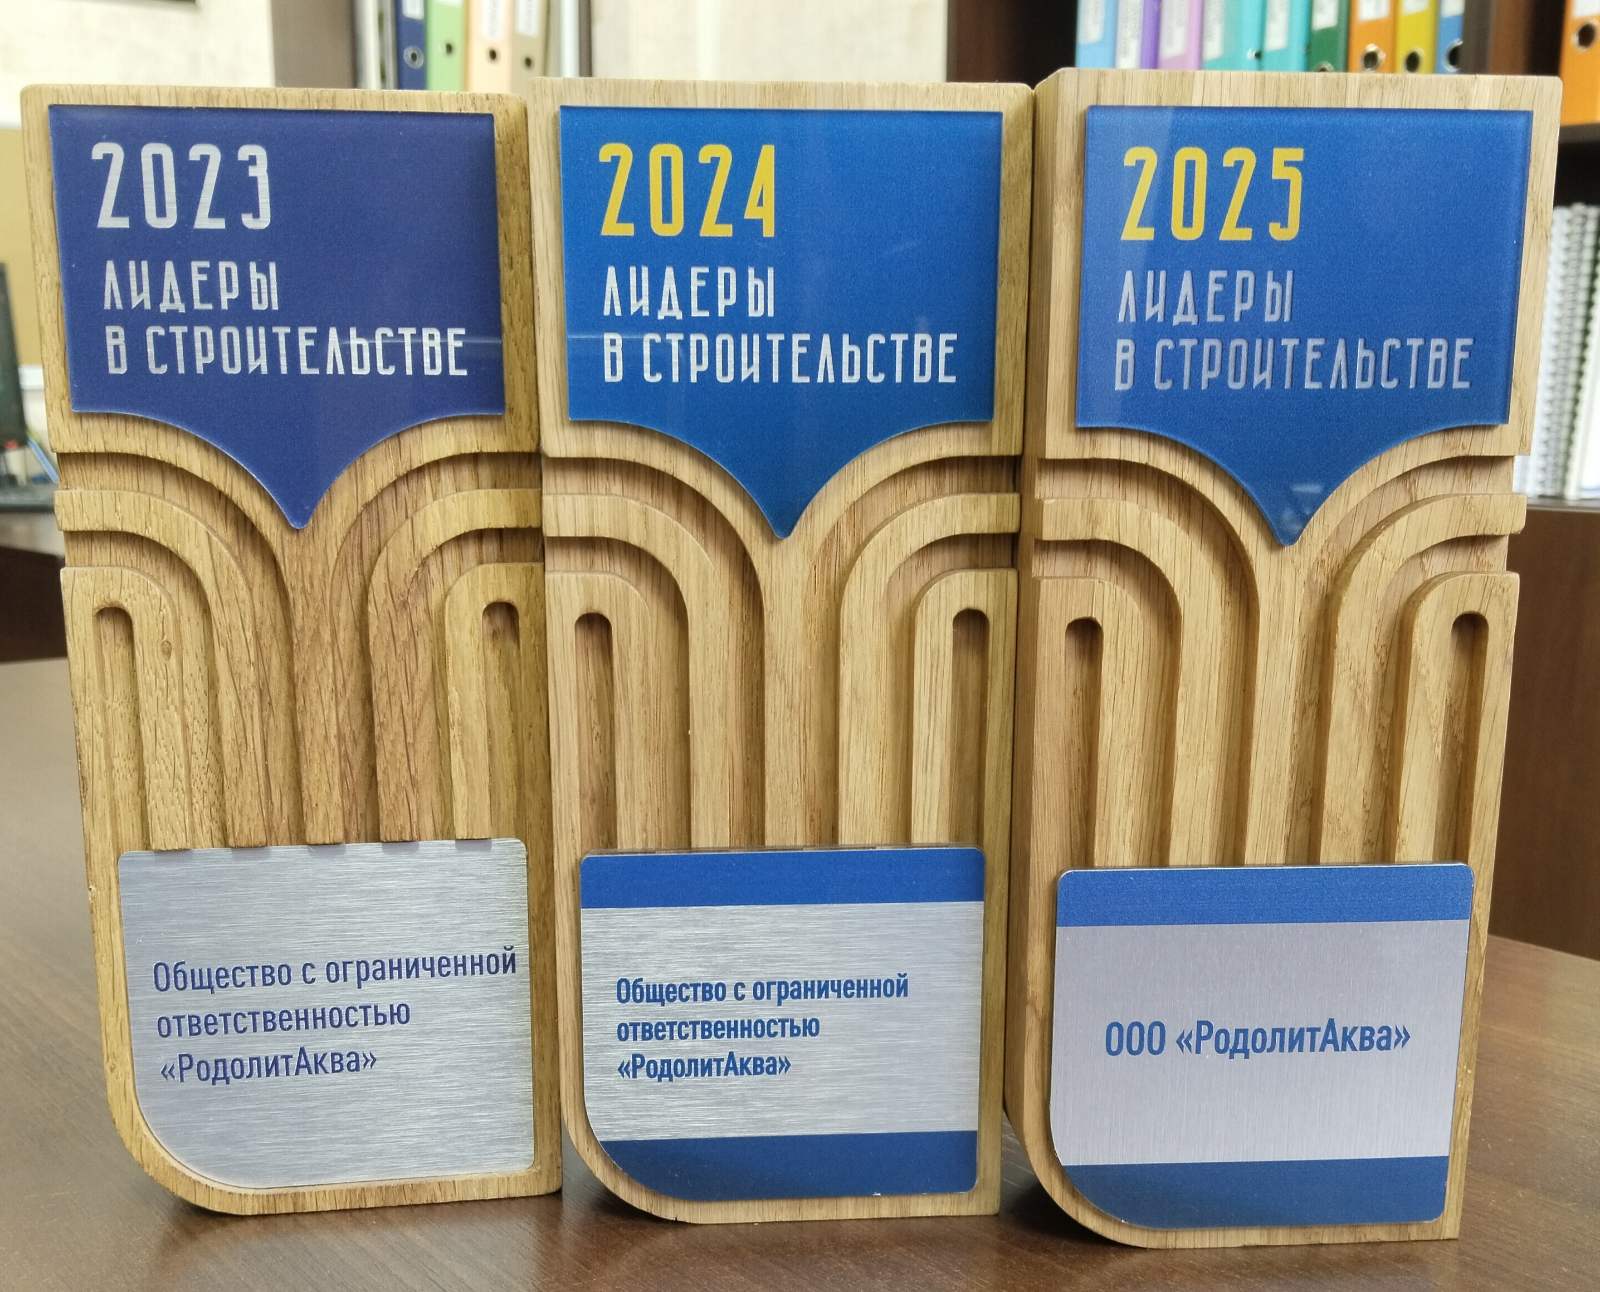 2023
ЛИДЕРЫ
В СТРОИТЕЛЬСТВЕ
Общество с ограниченной
ответственностью
«РодолитАква»
2024
ЛИДЕРЫ
В СТРОИТЕЛЬСТВЕ
Общество с ограниченной
ответственностью
«РодолитАква»
2025
ЛИДЕРЫ
В СТРОИТЕЛЬСТВЕ
ООО «РодолитАква»